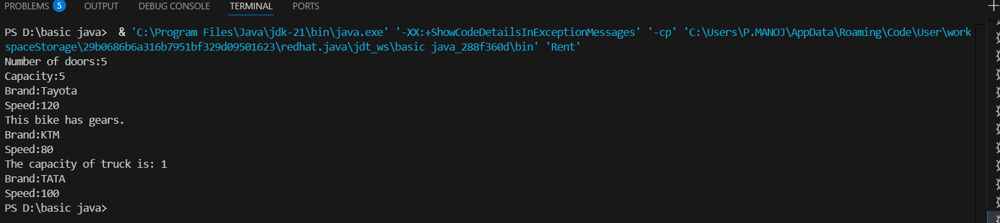 PROBLEMS 5 OUTPUT DEBUG CONSOLE TERMINAL PORTS
PS D:\basic java>  & 'C:\Program Files\Java\jdk-21\bin\java.exe' '-XX:+ShowCodeDetailsInExceptionMessages' '-cp' 'C:\Users\P.MANOJ\AppData\Roaming\Code\User\work
spaceStorage\29b0686b6a316b7951bf329d09501623\redhat.java\jdt_ws\basic java_288f360d\bin' 'Rent'
Number of doors:5
Capacity:5
Brand:Tayota
Speed:120
This bike has gears.
Brand:KTM
Speed:80
The capacity of truck is: 1
Brand:TATA
Speed:100
PS D:\basic java>